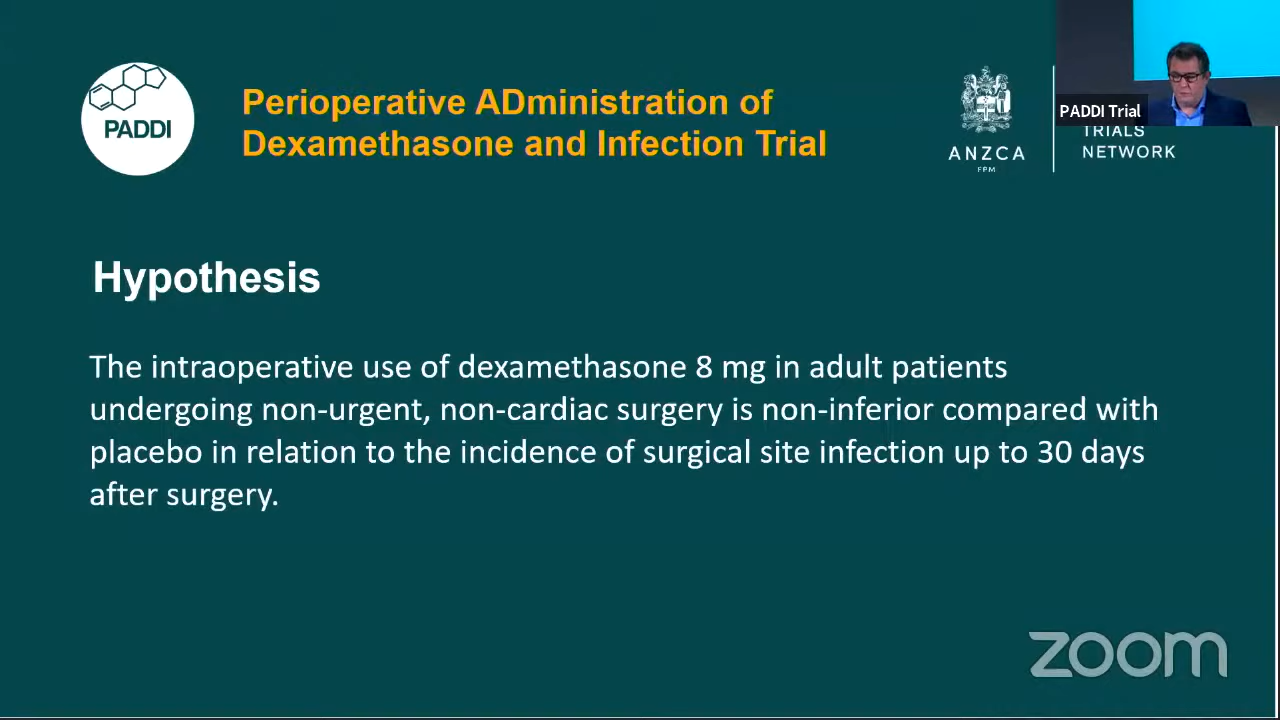 PADDI
Perioperative ADministration of
Dexamethasone and Infection Trial
ANZCA
FPM
PADDI Trial
TRIALS
NETWORK
Hypothesis
The intraoperative use of dexamethasone 8 mg in adult patients
undergoing non-urgent, non-cardiac surgery is non-inferior compared with
placebo in relation to the incidence of surgical site infection up to 30 days
after surgery.
zoom